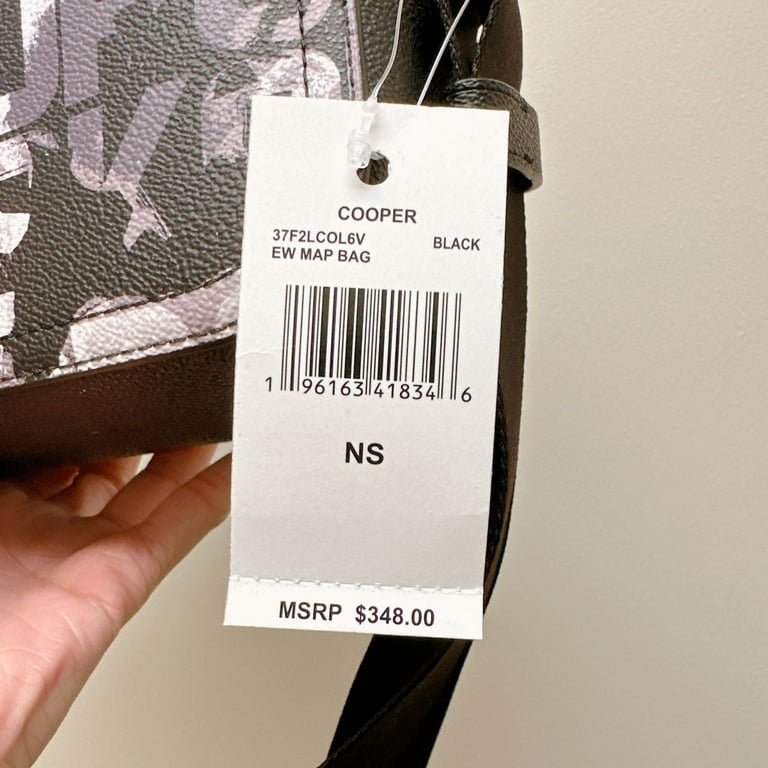 COOPER
37F2LCOL6V BLACK
EW MAP BAG
1 96163 41834 6
NS
MSRP $348.00